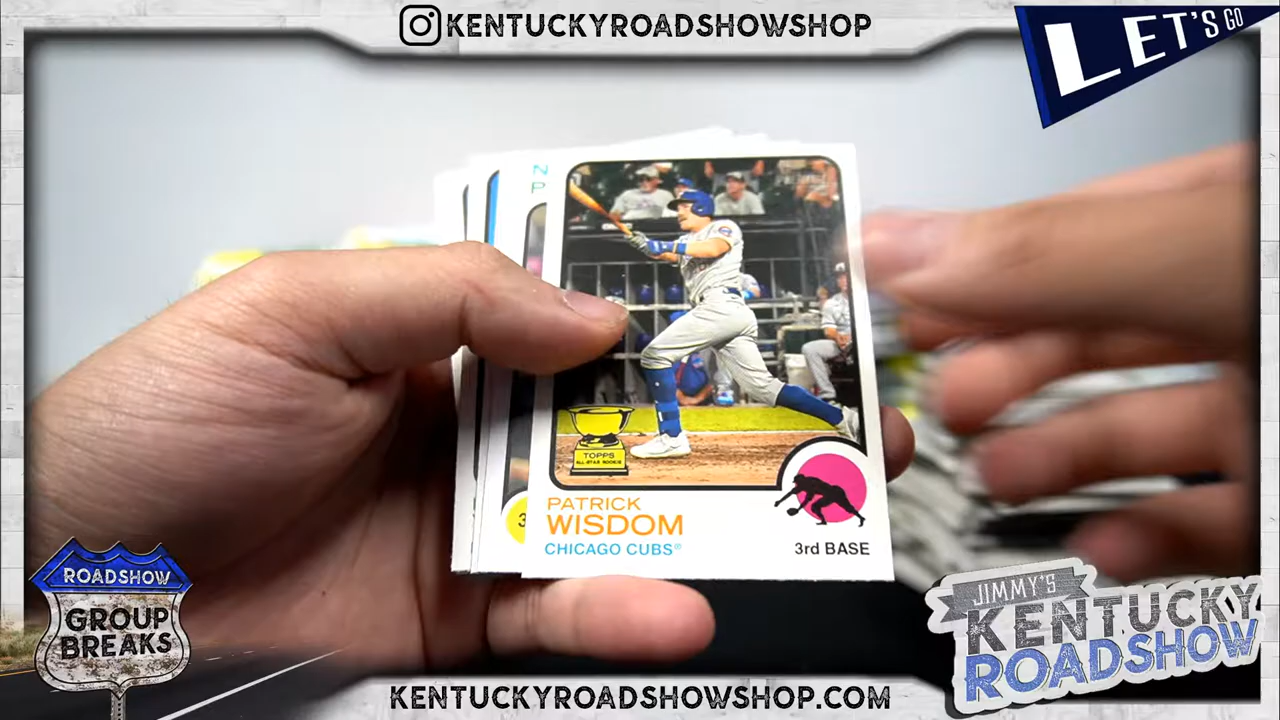 KENTUCKYROADSHOWSHOP
LET'S GO
N
P
TOPPS
ALL-STAR ROOKIE
3
PATRICK
WISDOM
CHICAGO CUBS®
3rd BASE
ROADSHOW
GROUP
BREAKS
JIMMY'S
KENTUCKY
ROADSHOW
KENTUCKYROADSHOWSHOP.COM